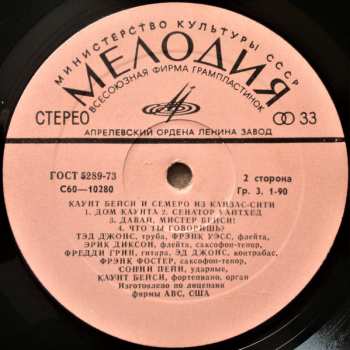 МИНИСТЕРСТВО КУЛЬТУРЫ СССР
МЕЛОДИЯ
ВСЕСОЮЗНАЯ ФИРМА ГРАМПЛАСТИНОК
СТЕРЕО
33
АПРЕЛЕВСКИЙ ОРДЕНА ЛЕНИНА ЗАВОД
ГОСТ 5289-73
2 сторона
С60—10280
Гр. 3. 1-90
КАУНТ БЕЙСИ И СЕМЕРО ИЗ КАНЗАС-СИТИ
1. ДОМ КАУНТА 2. СЕНАТОР УАЙТХЕД
3. ДАВАЙ, МИСТЕР БЕЙСИ!
4. ЧТО ТЫ ГОВОРИШЬ?
ТЭД ДЖОНС, труба, ФРЭНК УЭСС, флейта,
ЭРИК ДИКСОН, флейта, саксофон-тенор,
ФРЕДДИ ГРИН, гитара, ЭД ДЖОНС, контрабас,
ФРЭНК ФОСТЕР, саксофон-тенор,
СОННИ ПЕЙН, ударные,
КАУНТ БЕЙСИ, фортепиано, орган
Изготовлено по лицензии
фирмы АВС, США